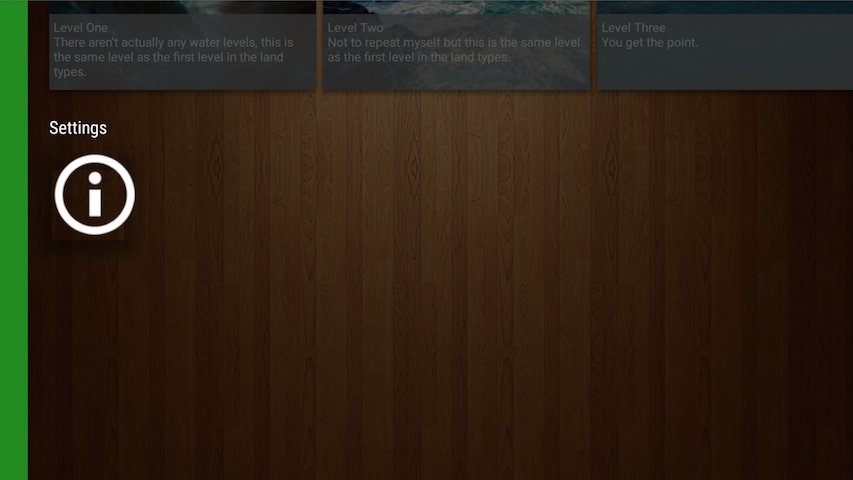 Level One
There aren't actually any water levels, this is
the same level as the first level in the land
types.
Level Two
Not to repeat myself but this is the same level
as the first level in the land types.
Level Three
You get the point.
Settings